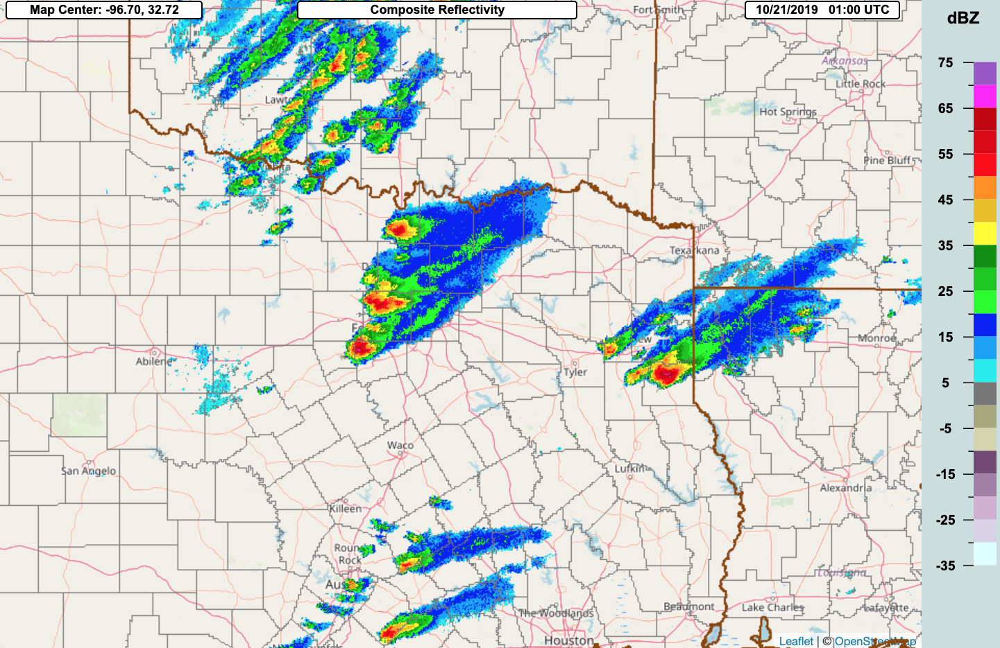 Map Center: -96.70, 32.72
Composite Reflectivity
10/21/2019 01:00 UTC
dBZ
Fort Smith
75
Arkansas
Little Rock
Lawto
65
Hot Springs
55
Pine Bluff
45
35
Texarkana
25
15
Monroe
Abilene
Tyler
5
-5
Waco
San Angelo
Lufkin
-15
Alexandria
Killeen
-25
Round
Rock
-35
Louisiana
Aus
The Woodlands
Beaumont
Lake Charles
Lafayette
Houston
Leaflet | © OpenStreetMap